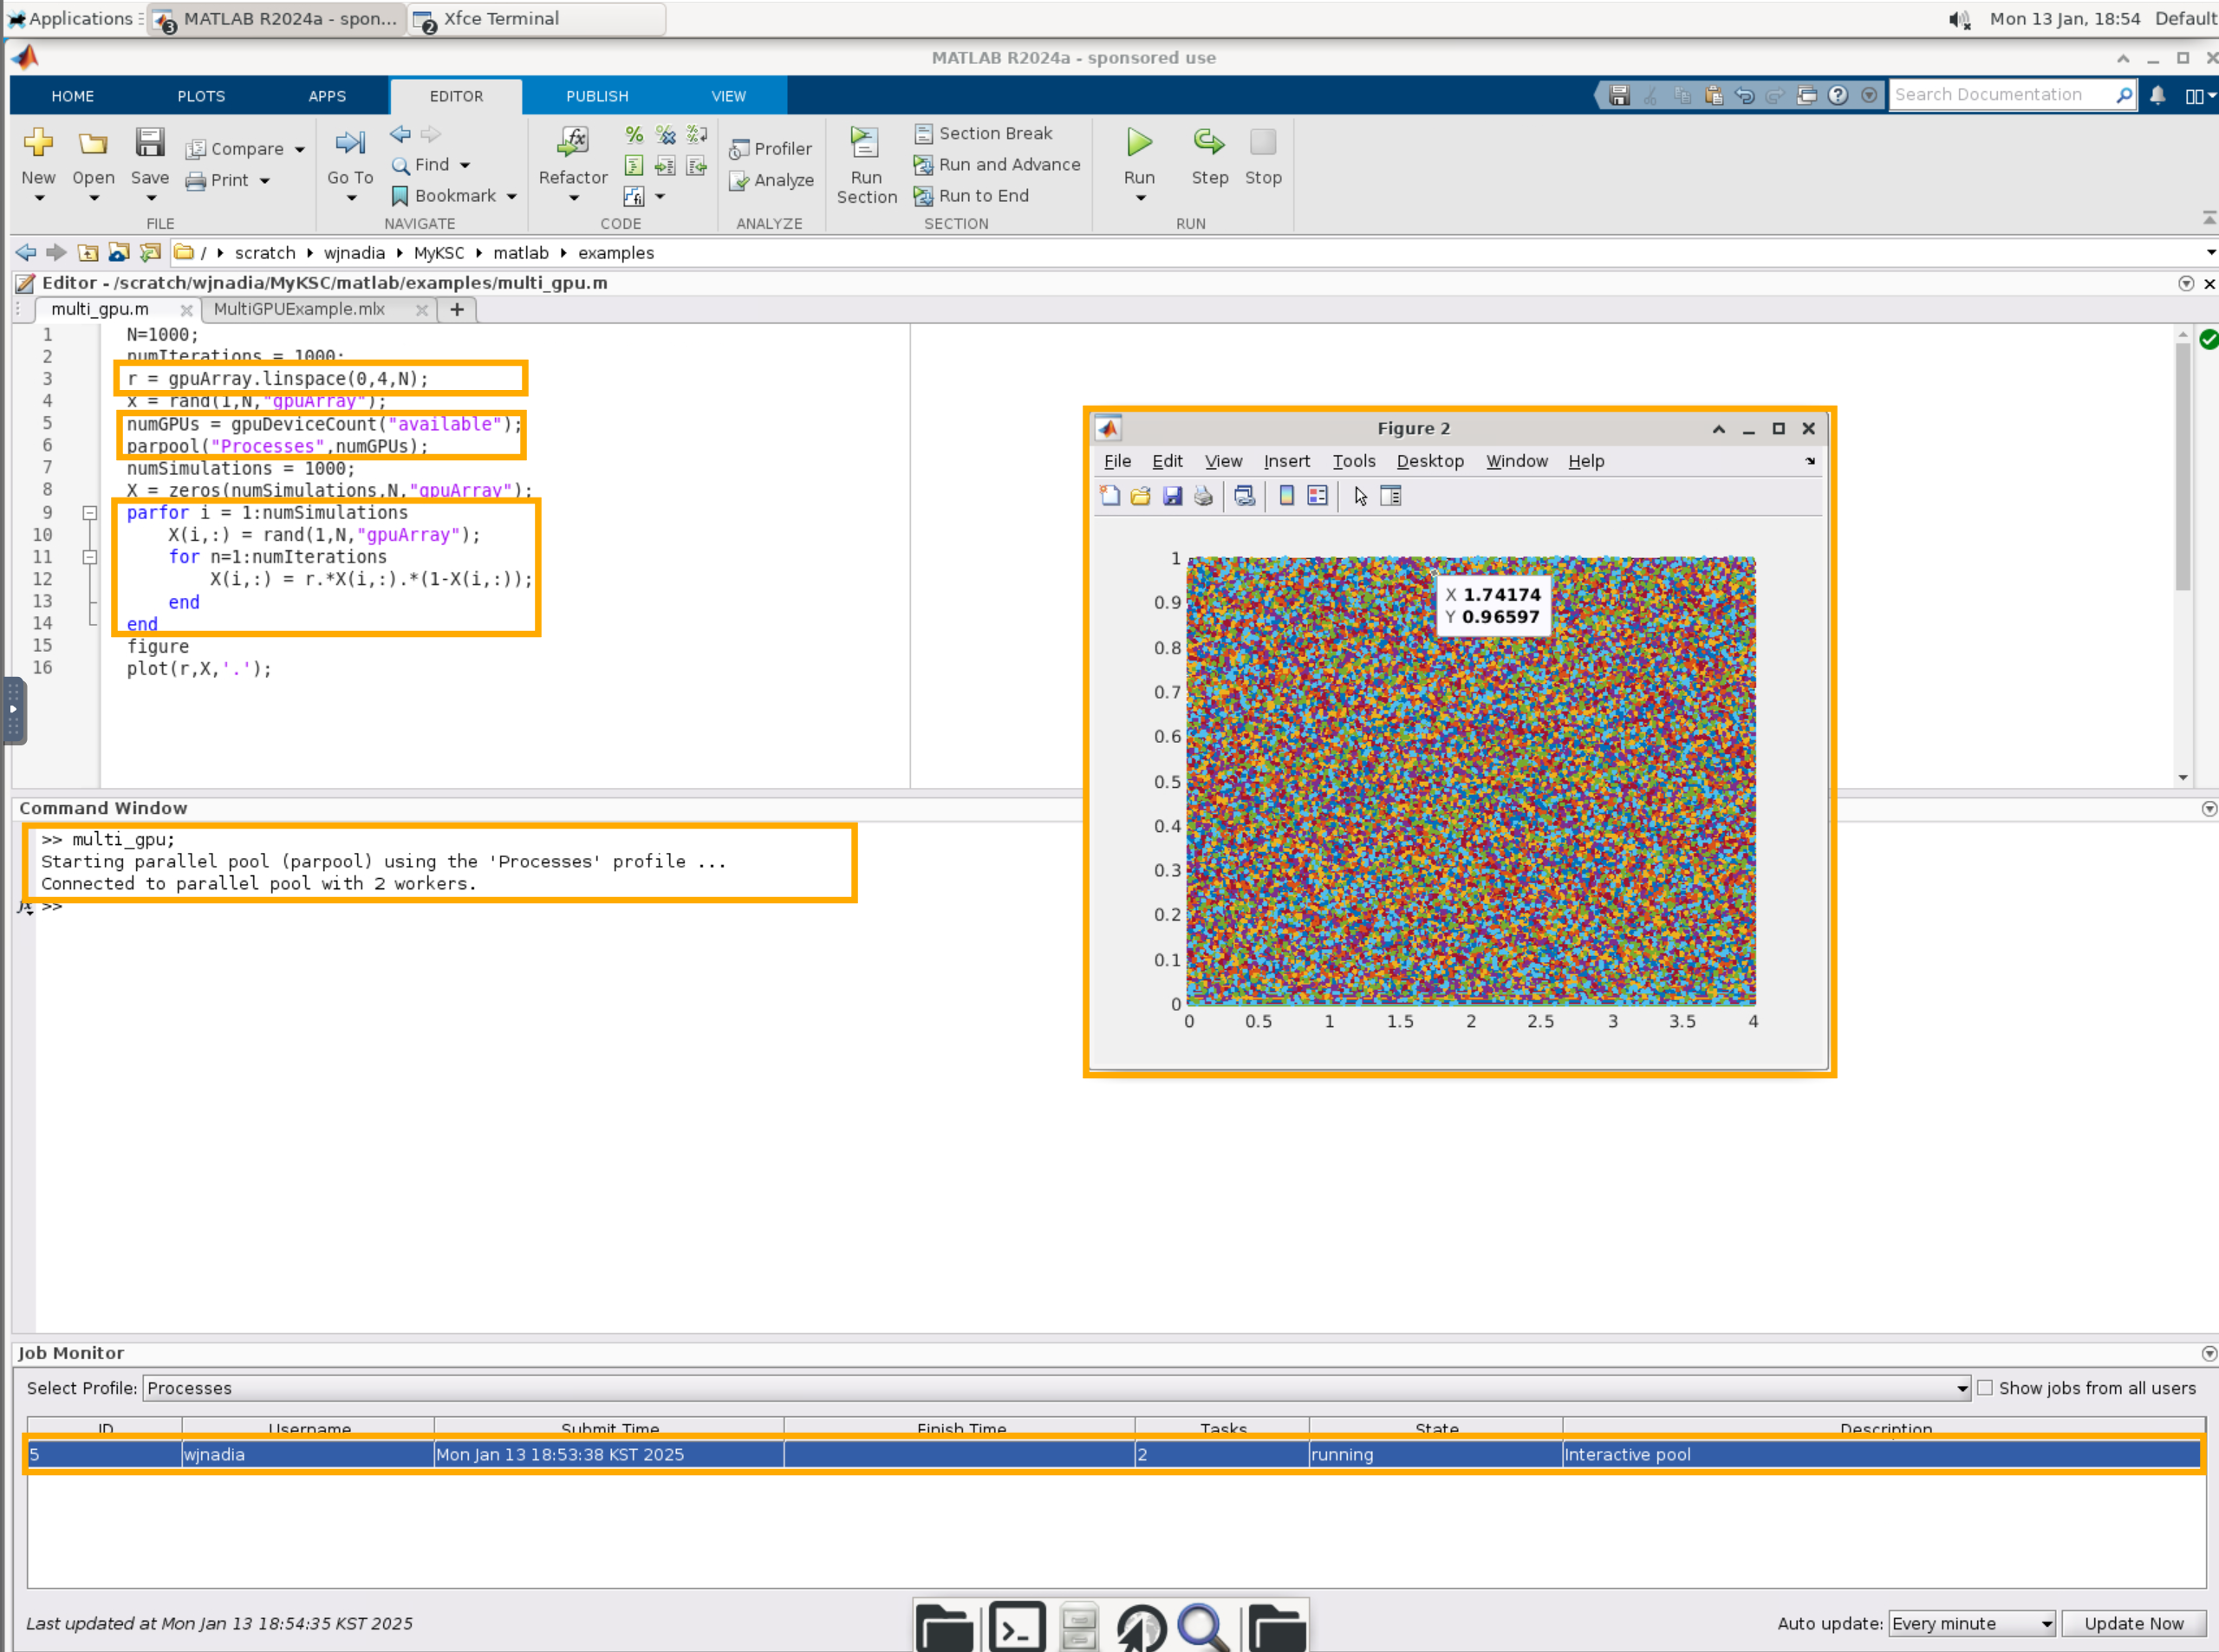 Applications
MATLAB R2024a - spon...
Xfce Terminal
Mon 13 Jan, 18:54 Default
MATLAB R2024a - sponsored use
HOME PLOTS APPS EDITOR PUBLISH VIEW
Search Documentation
New Open Save Compare Print
FILE
Go To Find Bookmark
NAVIGATE
Refactor
CODE
Profiler
Analyze
ANALYZE
Run Section
Section Break
Run and Advance
Run to End
SECTION
Run Step Stop
RUN
/ scratch wjnadia MyKSC matlab examples
Editor - /scratch/wjnadia/MyKSC/matlab/examples/multi_gpu.m
multi_gpu.m MultiGPUExample.mlx
1 N=1000;
2 numIterations = 1000;
3 r = gpuArray.linspace(0,4,N);
4 x = rand(1,N,"gpuArray");
5 numGPUs = gpuDeviceCount("available");
6 parpool("Processes",numGPUs);
7 numSimulations = 1000;
8 X = zeros(numSimulations,N,"gpuArray");
9 parfor i = 1:numSimulations
10 X(i,:) = rand(1,N,"gpuArray");
11 for n=1:numIterations
12 X(i,:) = r.*X(i,:).*(1-X(i,:));
13 end
14 end
15 figure
16 plot(r,X,'.');
Figure 2
File Edit View Insert Tools Desktop Window Help
X 1.74174
Y 0.96597
1
0.9
0.8
0.7
0.6
0.5
0.4
0.3
0.2
0.1
0
0 0.5 1 1.5 2 2.5 3 3.5 4
Command Window
>> multi_gpu;
Starting parallel pool (parpool) using the 'Processes' profile ...
Connected to parallel pool with 2 workers.
fx >>
Job Monitor
Select Profile: Processes
Show jobs from all users
ID Username Submit Time Finish Time Tasks State Description
5 wjnadia Mon Jan 13 18:53:38 KST 2025 2 running Interactive pool
Last updated at Mon Jan 13 18:54:35 KST 2025
Auto update: Every minute Update Now